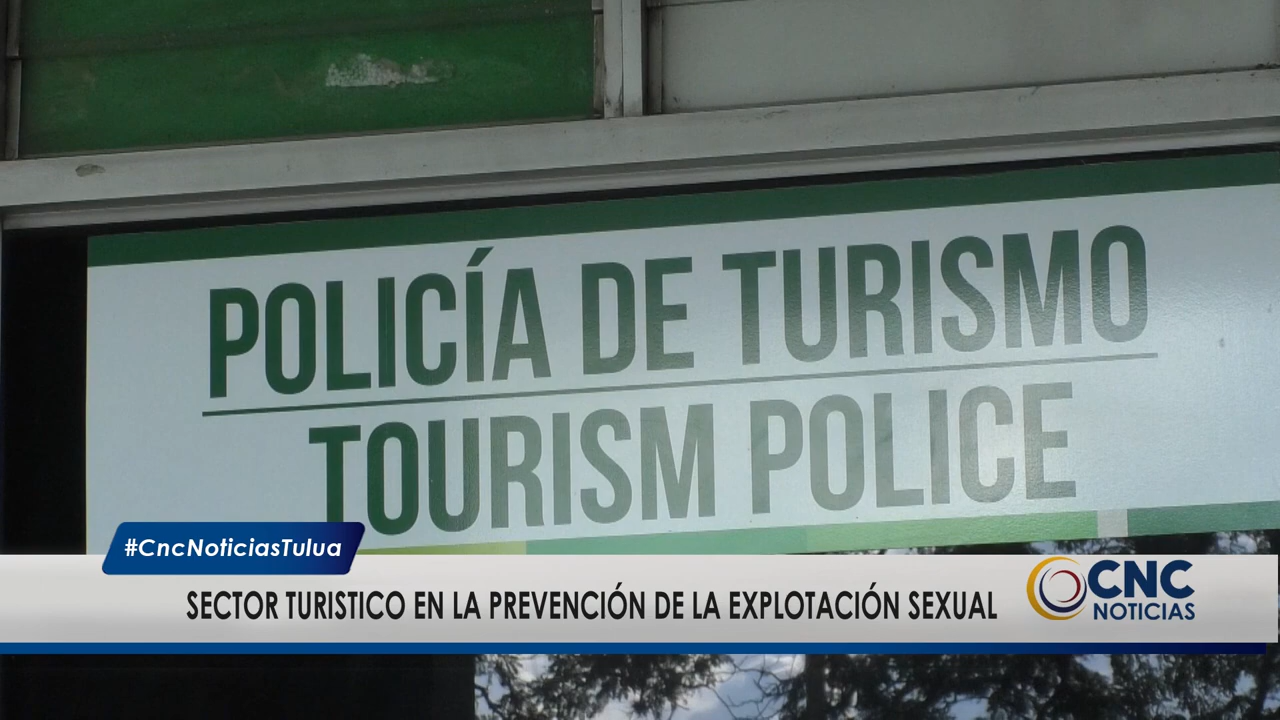 POLICÍA DE TURISMO
TOURISM POLICE
#CncNoticiasTulua
SECTOR TURISTICO EN LA PREVENCIÓN DE LA EXPLOTACIÓN SEXUAL
CNC
NOTICIAS